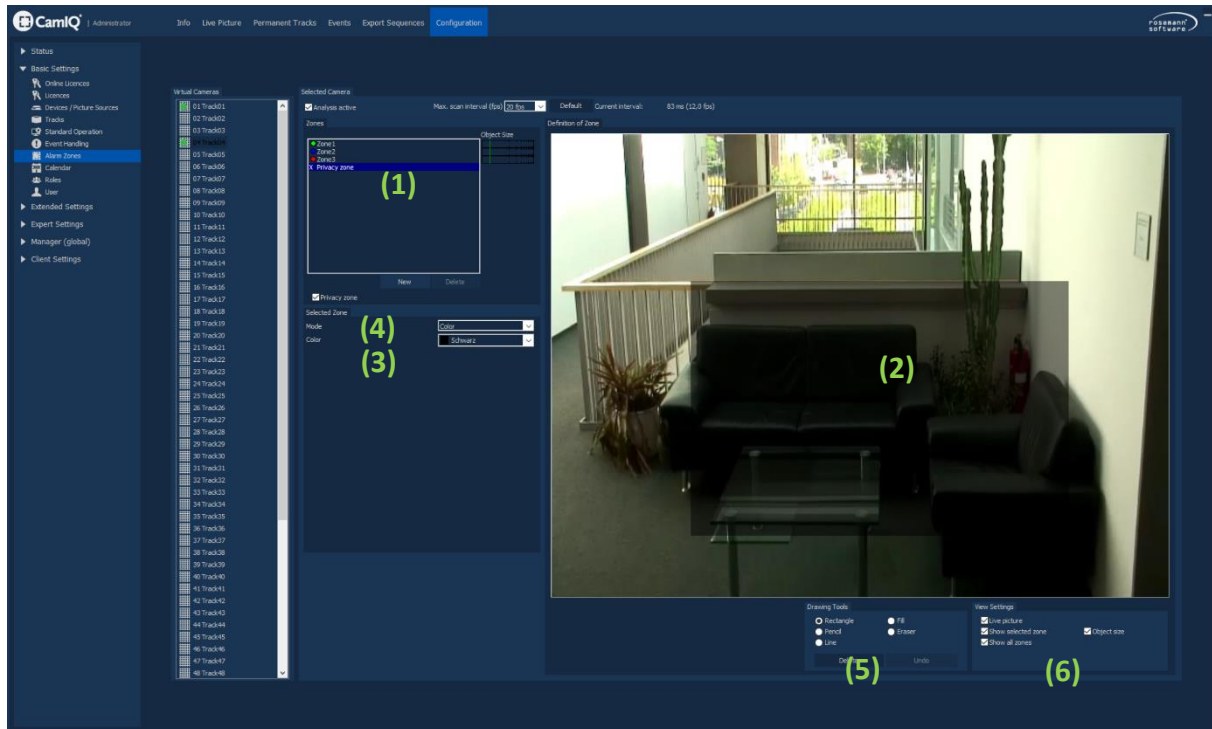 CamIQ | Administrator
Info Live Picture Permanent Tracks Events Export Sequences Configuration
rosemann software
Status
Basic Settings
Online Licences
Licences
Devices / Picture Sources
Tracks
Standard Operation
Event Handling
Alarm Zones
Calendar
Roles
User
Extended Settings
Expert Settings
Manager (global)
Client Settings
Virtual Cameras
01 Track01
02 Track02
03 Track03
04 Track04
05 Track05
06 Track06
07 Track07
08 Track08
09 Track09
10 Track10
11 Track11
12 Track12
13 Track13
14 Track14
15 Track15
16 Track16
17 Track17
18 Track18
19 Track19
20 Track20
21 Track21
22 Track22
23 Track23
24 Track24
25 Track25
26 Track26
27 Track27
28 Track28
29 Track29
30 Track30
31 Track31
32 Track32
33 Track33
34 Track34
35 Track35
36 Track36
37 Track37
38 Track38
39 Track39
40 Track40
41 Track41
42 Track42
43 Track43
44 Track44
45 Track45
46 Track46
47 Track47
48 Track48
Selected Camera
Analysis active
Max. scan interval (fps) 20 fps Default Current interval: 83 ms (12,0 fps)
Zones
Object Size
Zone1
Zone2
Zone3
X Privacy zone
(1)
New Delete
Privacy zone
Selected Zone
Mode (4) Color
Color (3) Schwarz
Definition of Zone
(2)
Drawing Tools
Rectangle Fill
Pencil Eraser
Line
Undo
(5)
View Settings
Live picture
Show selected zone Object size
Show all zones
(6)